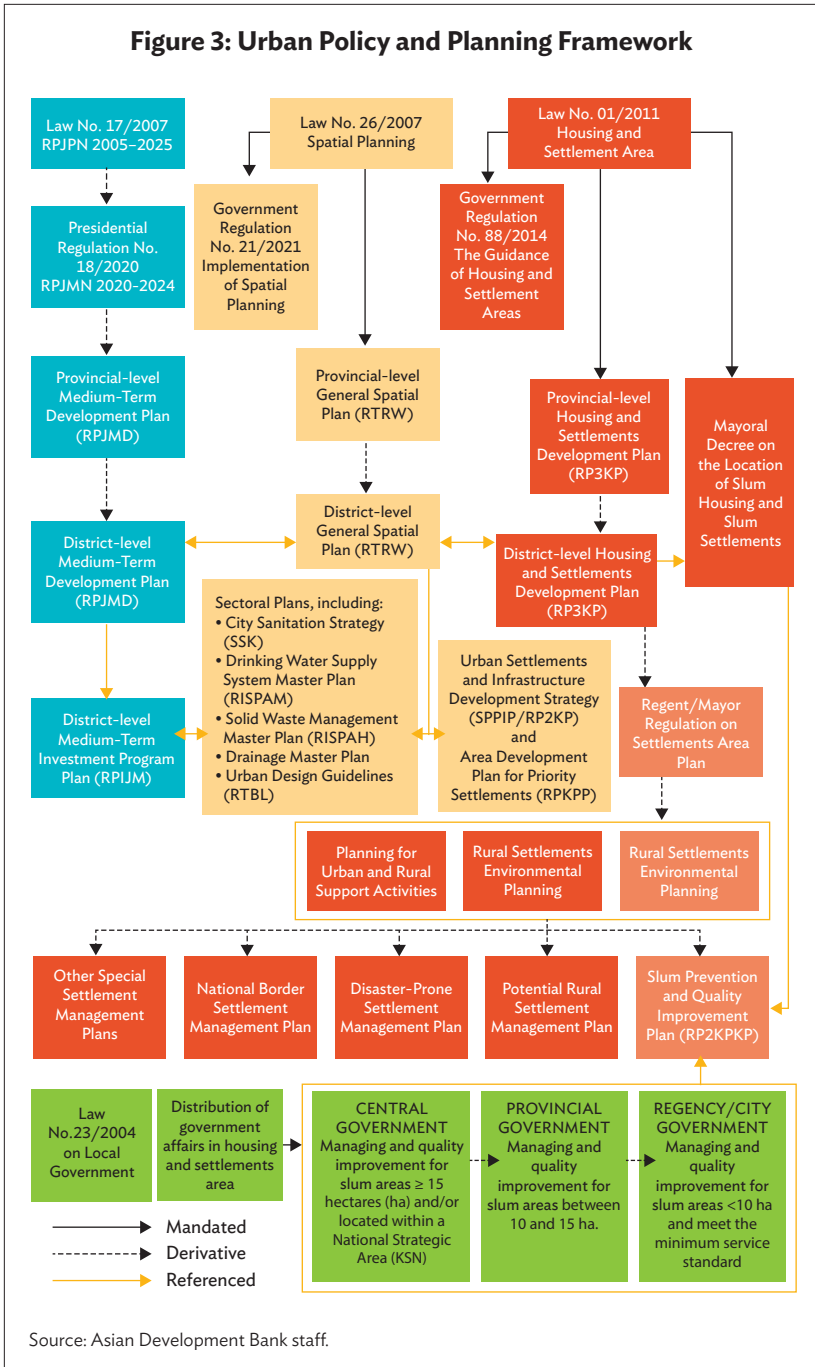 Figure 3: Urban Policy and Planning Framework
Law No. 17/2007
RPJPN 2005–2025
Law No. 26/2007
Spatial Planning
Law No. 01/2011
Housing and
Settlement Area
Presidential
Regulation No.
18/2020
RPJMN 2020-2024
Government
Regulation
No. 21/2021
Implementation
of Spatial
Planning
Government
Regulation
No. 88/2014
The Guidance
of Housing and
Settlement
Areas
Provincial-level
Medium-Term
Development Plan
(RPJMD)
Provincial-level
General Spatial
Plan (RTRW)
Provincial-level
Housing and
Settlements
Development Plan
(RP3KP)
Mayoral
Decree on
the Location
of Slum
Housing and
Slum
Settlements
District-level
Medium-Term
Development Plan
(RPJMD)
District-level
General Spatial
Plan (RTRW)
District-level Housing
and Settlements
Development Plan
(RP3KP)
District-level
Medium-Term
Investment Program
Plan (RPIJM)
Sectoral Plans, including:
• City Sanitation Strategy
(SSK)
• Drinking Water Supply
System Master Plan
(RISPAM)
• Solid Waste Management
Master Plan (RISPAH)
• Drainage Master Plan
• Urban Design Guidelines
(RTBL)
Urban Settlements
and Infrastructure
Development Strategy
(SPPIP/RP2KP)
and
Area Development
Plan for Priority
Settlements (RPKPP)
Regent/Mayor
Regulation on
Settlements Area
Plan
Planning for
Urban and Rural
Support Activities
Rural Settlements
Environmental
Planning
Rural Settlements
Environmental
Planning
Other Special
Settlement
Management
Plans
National Border
Settlement
Management Plan
Disaster-Prone
Settlement
Management Plan
Potential Rural
Settlement
Management Plan
Slum Prevention
and Quality
Improvement
Plan (RP2KPKP)
Law
No.23/2004
on Local
Government
Distribution of
government
affairs in housing
and settlements
area
CENTRAL
GOVERNMENT
Managing and quality
improvement for
slum areas ≥ 15
hectares (ha) and/or
located within a
National Strategic
Area (KSN)
PROVINCIAL
GOVERNMENT
Managing and
quality
improvement for
slum areas between
10 and 15 ha.
REGENCY/CITY
GOVERNMENT
Managing and
quality
improvement for
slum areas <10 ha
and meet the
minimum service
standard
Mandated
Derivative
Referenced
Source: Asian Development Bank staff.